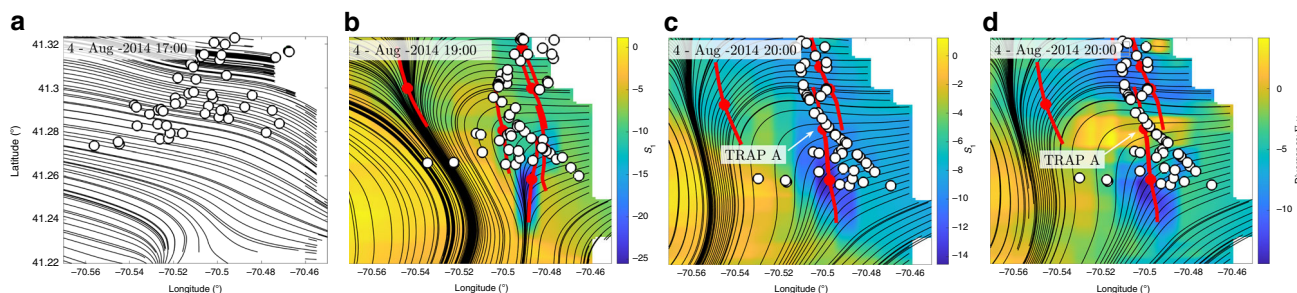 a
b
c
d
4 - Aug -2014 17:00
4 - Aug -2014 19:00
4 - Aug -2014 20:00
4 - Aug -2014 20:00
Latitude (°)
41.32
41.3
41.28
41.26
41.24
41.22
TRAP A
TRAP A
0
−5
−10
−15
−20
−25
0
−2
−4
−6
−8
−10
−12
−14
0
−5
−10
−70.56 −70.54 −70.52 −70.5 −70.48 −70.46
−70.56 −70.54 −70.52 −70.5 −70.48 −70.46
−70.56 −70.54 −70.52 −70.5 −70.48 −70.46
−70.56 −70.54 −70.52 −70.5 −70.48 −70.46
Longitude (°)
Longitude (°)
Longitude (°)
Longitude (°)